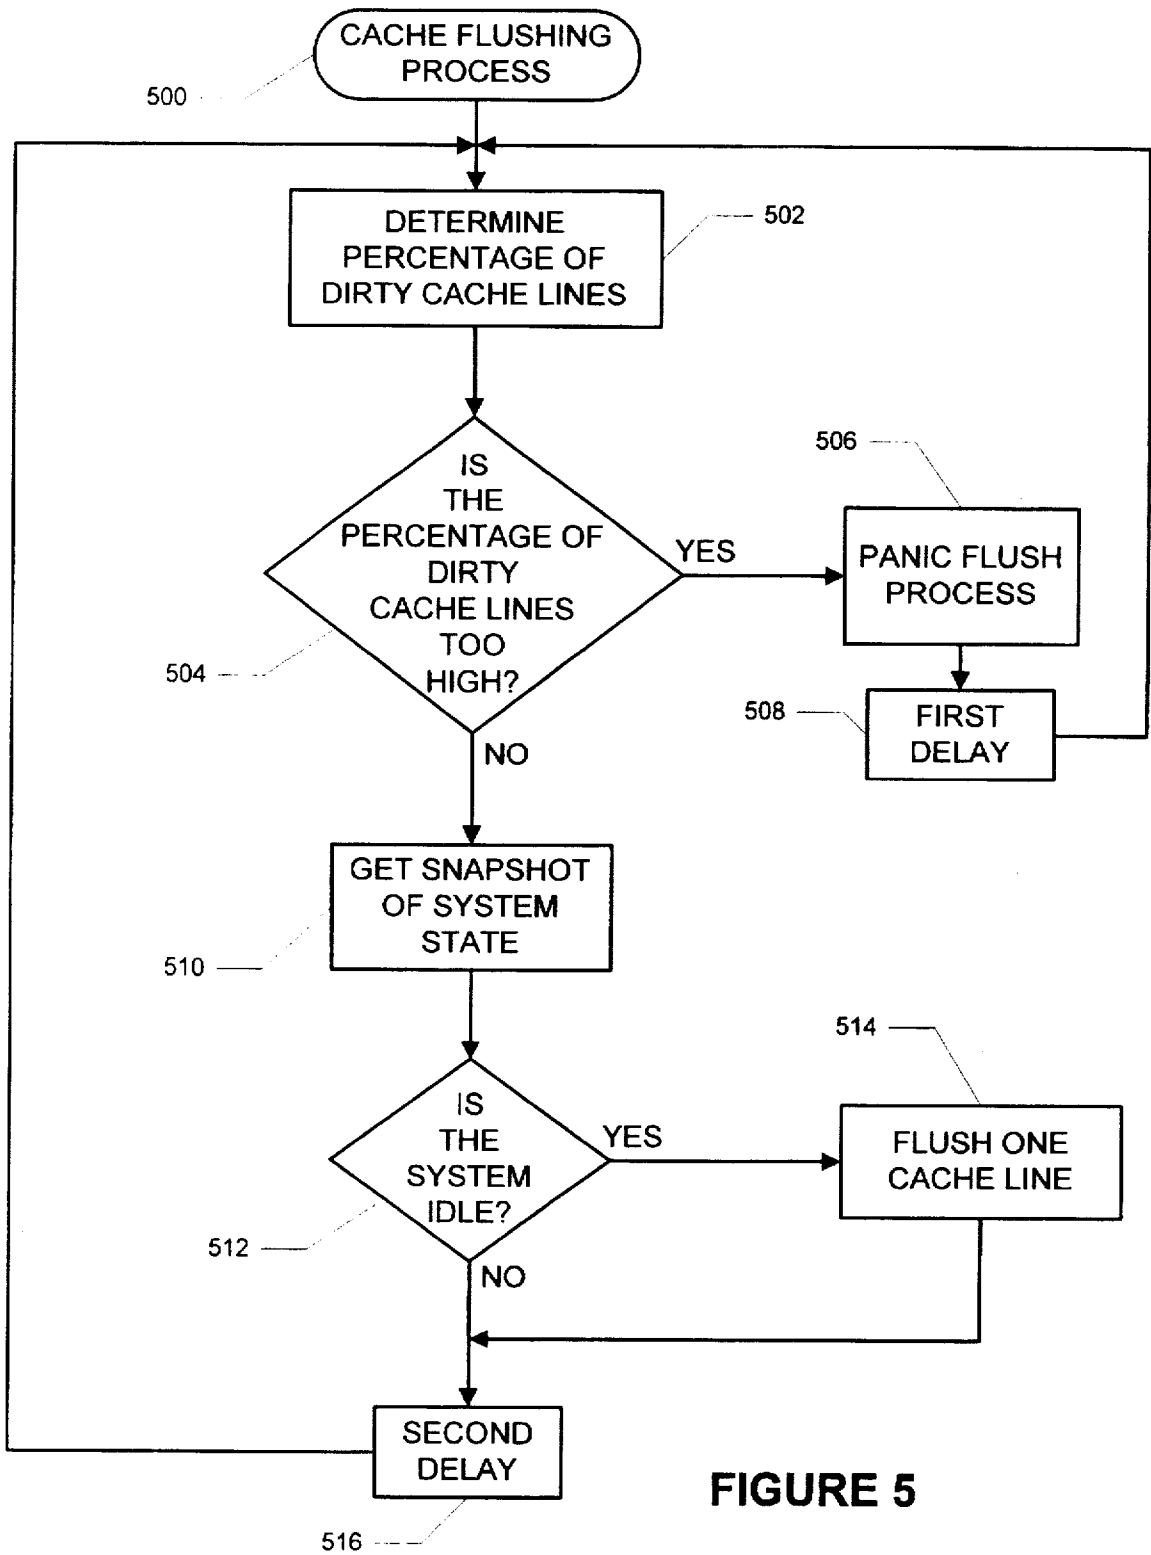 CACHE FLUSHING
PROCESS
500
DETERMINE
PERCENTAGE OF
DIRTY CACHE LINES
502
IS
THE
PERCENTAGE OF
DIRTY
CACHE LINES
TOO
HIGH?
504
YES
506
PANIC FLUSH
PROCESS
508
FIRST
DELAY
NO
GET SNAPSHOT
OF SYSTEM
STATE
510
514
IS
THE
SYSTEM
IDLE?
YES
FLUSH ONE
CACHE LINE
512
NO
SECOND
DELAY
516
FIGURE 5